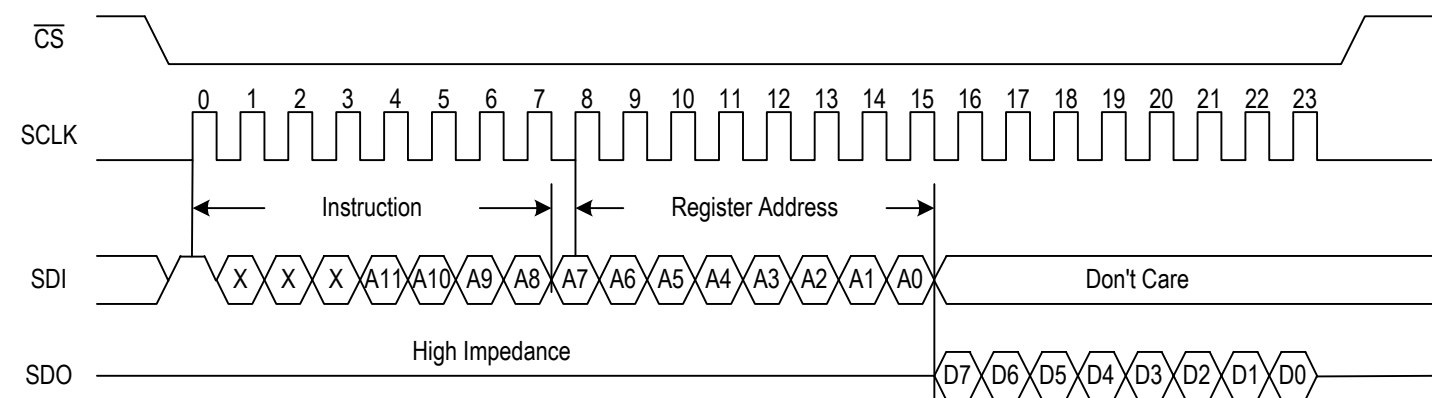 CS
0 1 2 3 4 5 6 7 8 9 10 11 12 13 14 15 16 17 18 19 20 21 22 23
SCLK
Instruction Register Address
SDI X X X A11 A10 A9 A8 A7 A6 A5 A4 A3 A2 A1 A0 Don't Care
High Impedance
SDO D7 D6 D5 D4 D3 D2 D1 D0